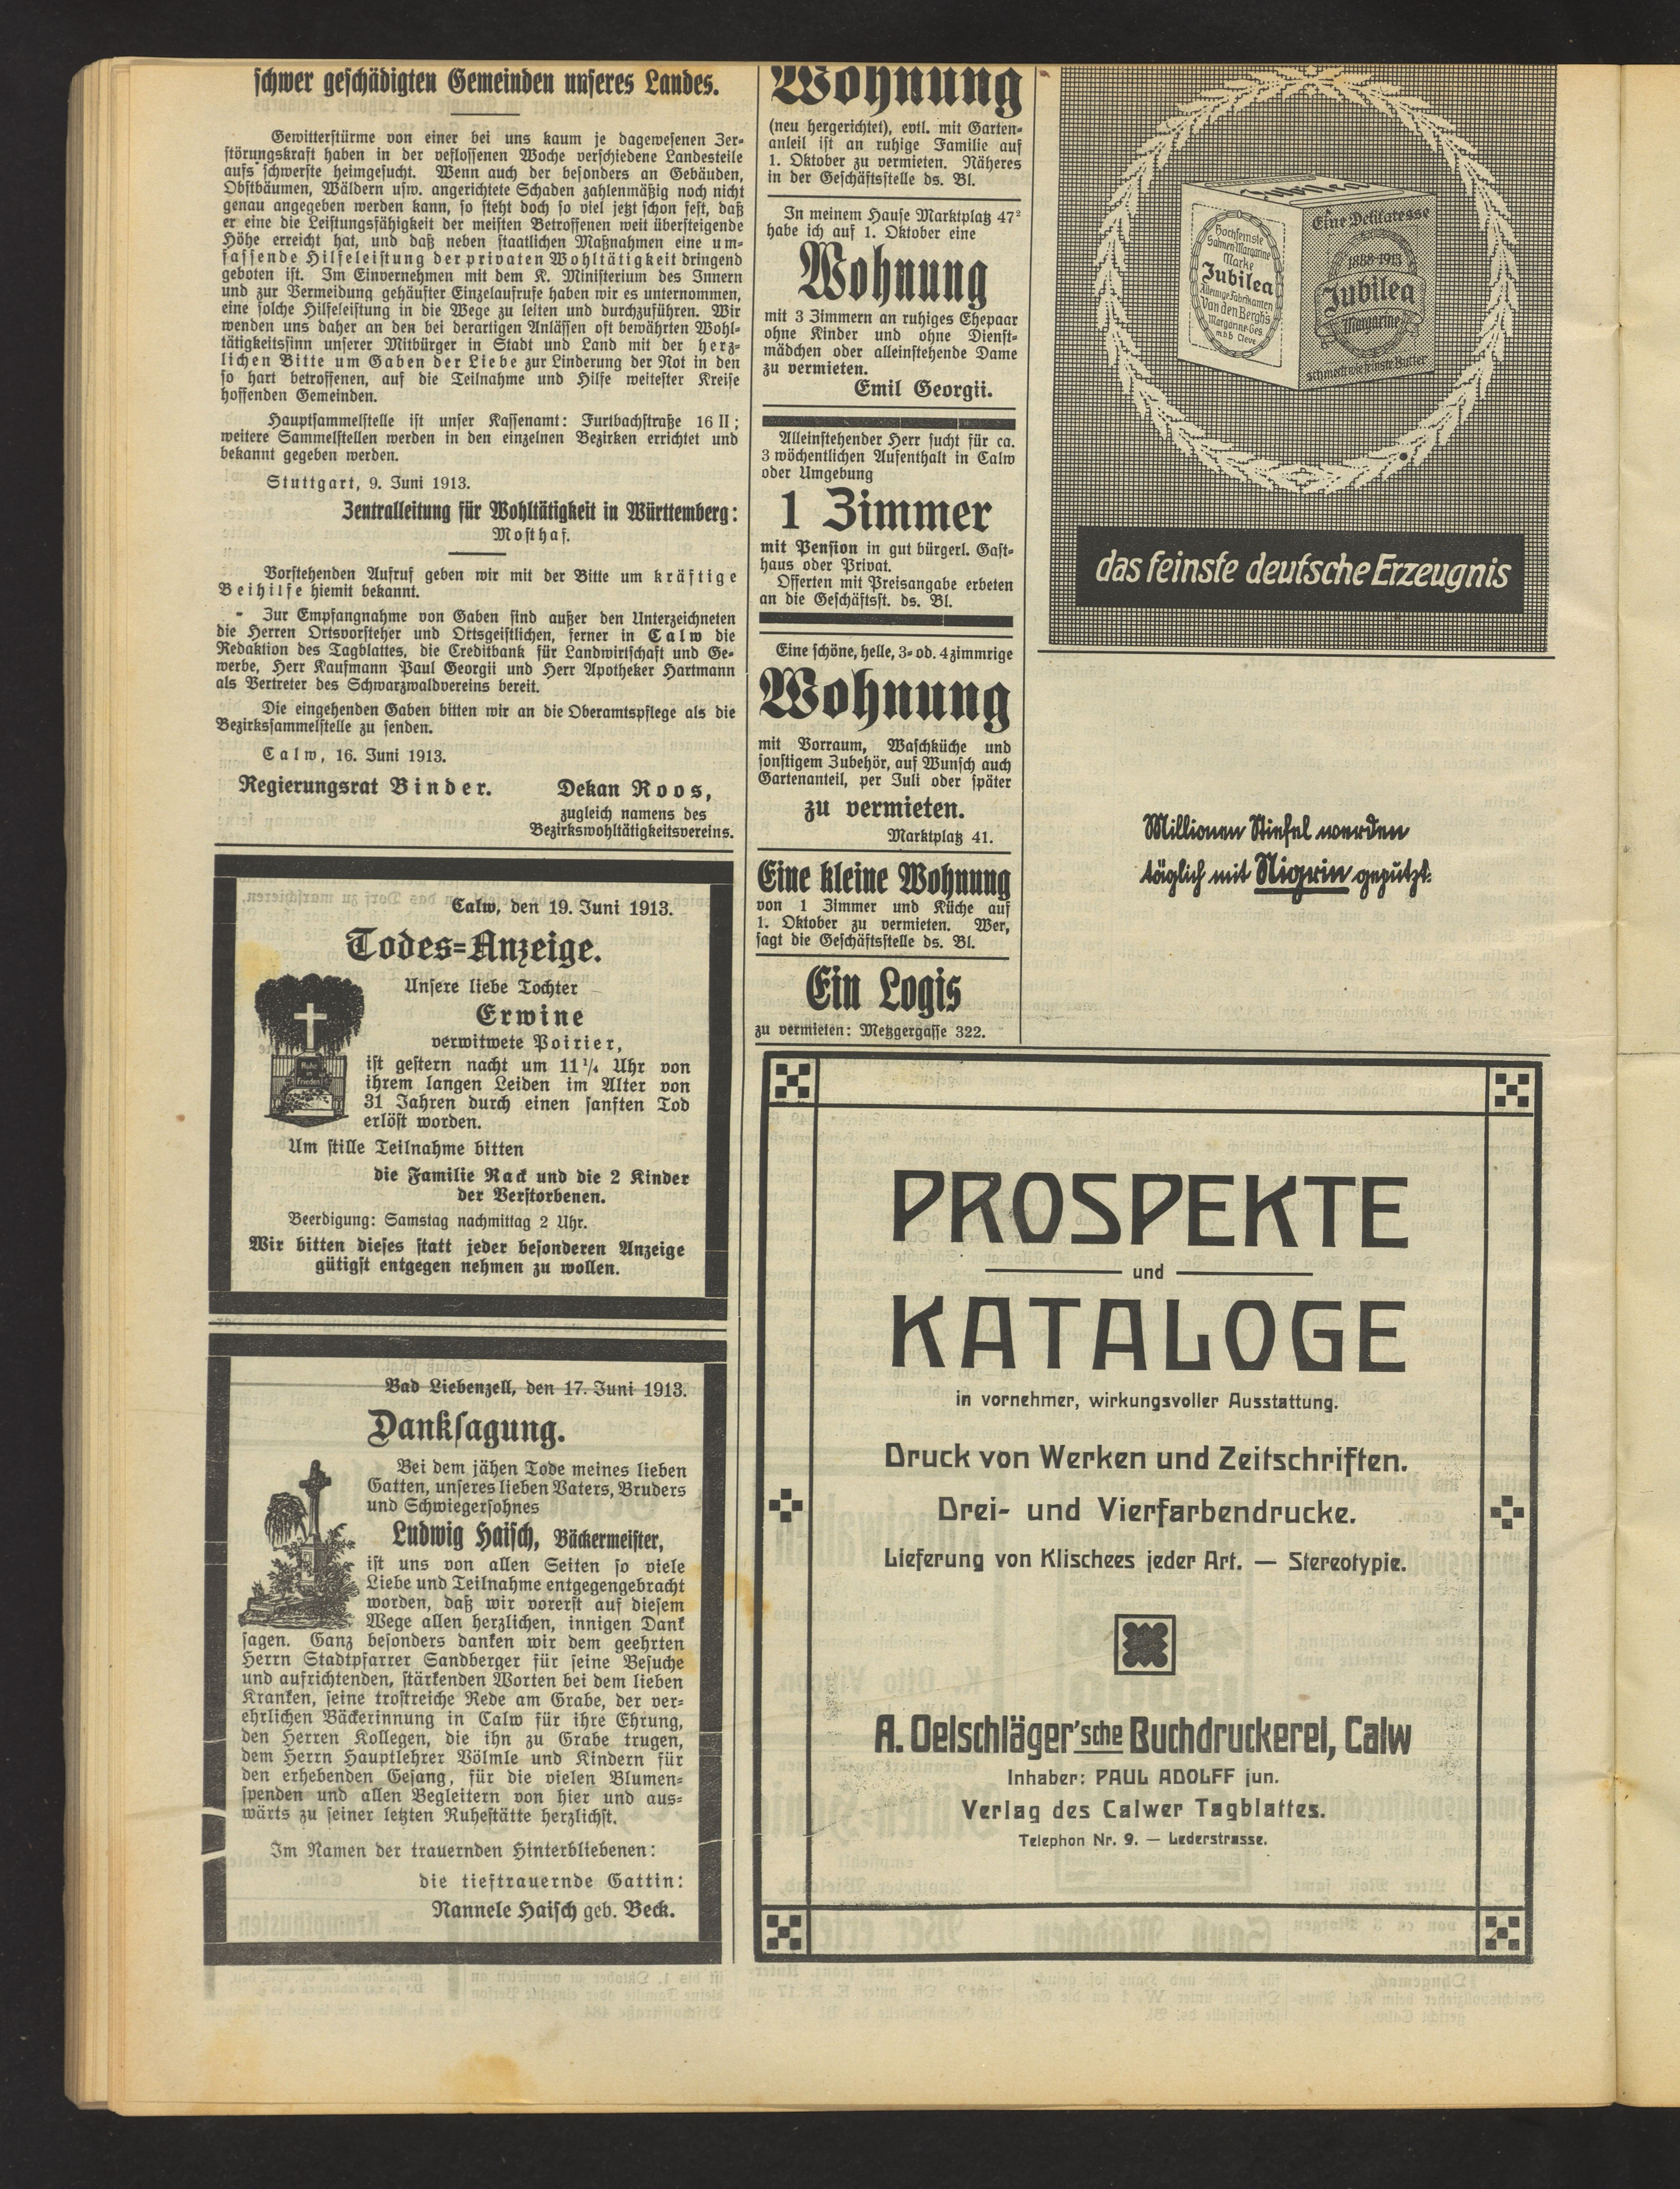 schwer geschädigten Gemeinden unseres Landes.
Gewitterstürme von einer bei uns kaum je dagewesenen Zer-
störungskraft haben in der veflossenen Woche verschiedene Landesteile
aufs schwerste heimgesucht. Wenn auch der besonders an Gebäuden,
Obstbäumen, Wäldern usw. angerichtete Schaden zahlenmäßig noch nicht
genau angegeben werden kann, so steht doch so viel jetzt schon fest, daß
er eine die Leistungsfähigkeit der meisten Betroffenen weit übersteigende
Höhe erreicht hat, und daß neben staatlichen Maßnahmen eine um-
fassende Hilfeleistung der privaten Wohltätigkeit dringend
geboten ist. Im Einvernehmen mit dem K. Ministerium des Innern
und zur Vermeidung gehäufter Einzelaufrufe haben wir es unternommen,
eine solche Hilfeleistung in die Wege zu leiten und durchzuführen. Wir
wenden uns daher an den bei derartigen Anlässen oft bewährten Wohl-
tätigkeitssinn unserer Mitbürger in Stadt und Land mit der herz-
lichen Bitte um Gaben der Liebe zur Linderung der Not in den
so hart betroffenen, auf die Teilnahme und Hilfe weitester Kreise
hoffenden Gemeinden.
Hauptsammelstelle ist unser Kassenamt: Furtbachstraße 16 II;
weitere Sammelstellen werden in den einzelnen Bezirken errichtet und
bekannt gegeben werden.
Stuttgart, 9. Juni 1913.
Zentralleitung für Wohltätigkeit in Württemberg:
Mosthaf.
Vorstehenden Aufruf geben wir mit der Bitte um kräftige
Beihilfe hiemit bekannt.
Zur Empfangnahme von Gaben sind außer den Unterzeichneten
die Herren Ortsvorsteher und Ortsgeistlichen, ferner in Calw die
Redaktion des Tagblattes, die Creditbank für Landwirtschaft und Ge-
werbe, Herr Kaufmann Paul Georgii und Herr Apotheker Hartmann
als Vertreter des Schwarzwaldvereins bereit.
Die eingehenden Gaben bitten wir an die Oberamtspflege als die
Bezirkssammelstelle zu senden.
Calw, 16. Juni 1913.
Regierungsrat Binder. Dekan Roos,
zugleich namens des
Bezirkswohltätigkeitsvereins.
Calw, den 19. Juni 1913.
Todes-Anzeige.
Unsere liebe Tochter
Erwine
verwitwete Poirier,
Ruhe
in
Frieden!
ist gestern nacht um 11 1/4 Uhr von
ihrem langen Leiden im Alter von
31 Jahren durch einen sanften Tod
erlöst worden.
Um stille Teilnahme bitten
die Familie Rack und die 2 Kinder
der Verstorbenen.
Beerdigung: Samstag nachmittag 2 Uhr.
Wir bitten dieses statt jeder besonderen Anzeige
gütigst entgegen nehmen zu wollen.
Bad Liebenzell, den 17. Juni 1913.
Danksagung.
Bei dem jähen Tode meines lieben
Gatten, unseres lieben Vaters, Bruders
und Schwiegersohnes
Ludwig Haisch, Bäckermeister,
ist uns von allen Seiten so viele
Liebe und Teilnahme entgegengebracht
worden, daß wir vorerst auf diesem
Wege allen herzlichen, innigen Dank
sagen. Ganz besonders danken wir dem geehrten
Herrn Stadtpfarrer Sandberger für seine Besuche
und aufrichtenden, stärkenden Worten bei dem lieben
Kranken, seine trostreiche Rede am Grabe, der ver-
ehrlichen Bäckerinnung in Calw für ihre Ehrung,
den Herren Kollegen, die ihn zu Grabe trugen,
dem Herrn Hauptlehrer Völmle und Kindern für
den erhebenden Gesang, für die vielen Blumen-
spenden und allen Begleitern von hier und aus-
wärts zu seiner letzten Ruhestätte herzlichst.
Im Namen der trauernden Hinterbliebenen:
die tieftrauernde Gattin:
Nannele Haisch geb. Beck.
Wohnung
(neu hergerichtet), evtl. mit Garten-
anleil ist an ruhige Familie auf
1. Oktober zu vermieten. Näheres
in der Geschäftsstelle ds. Bl.
In meinem Hause Marktplatz 47²
habe ich auf 1. Oktober eine
Wohnung
mit 3 Zimmern an ruhiges Ehepaar
ohne Kinder und ohne Dienst-
mädchen oder alleinstehende Dame
zu vermieten.
Emil Georgii.
Alleinstehender Herr sucht für ca.
3 wöchentlichen Aufenthalt in Calw
oder Umgebung
1 Zimmer
mit Pension in gut bürgerl. Gast-
haus oder Privat.
Offerten mit Preisangabe erbeten
an die Geschäftsst. ds. Bl.
Eine schöne, helle, 3- od. 4 zimmrige
Wohnung
mit Vorraum, Waschküche und
sonstigem Zubehör, auf Wunsch auch
Gartenanteil, per Juli oder später
zu vermieten.
Marktplatz 41.
Eine kleine Wohnung
von 1 Zimmer und Küche auf
1. Oktober zu vermieten. Wer,
sagt die Geschäftsstelle ds. Bl.
Ein Logis
zu vermieten: Metzgergasse 322.
Jubilea
Hochfeinste
Sahnen-Margarine
Marke
Jubilea
Alleinige Fabrikanten
Van den Bergh's
Margarine-Ges.
m.b.b. Cleve
Eine Delikatesse
1888-1913
Jubilea
Margarine
schmeckt wie feinste Butter
das feinste deutsche Erzeugnis
Millionen Stiefel werden
täglich mit Nigrin geputzt.
PROSPEKTE
und
KATALOGE
in vornehmer, wirkungsvoller Ausstattung.
Druck von Werken und Zeitschriften.
Drei- und Vierfarbendrucke.
Lieferung von Klischees jeder Art. — Stereotypie.
A. Oelschläger'sche Buchdruckerei, Calw
Inhaber: PAUL ADOLFF jun.
Verlag des Calwer Tagblattes.
Telephon Nr. 9. — Lederstrasse.